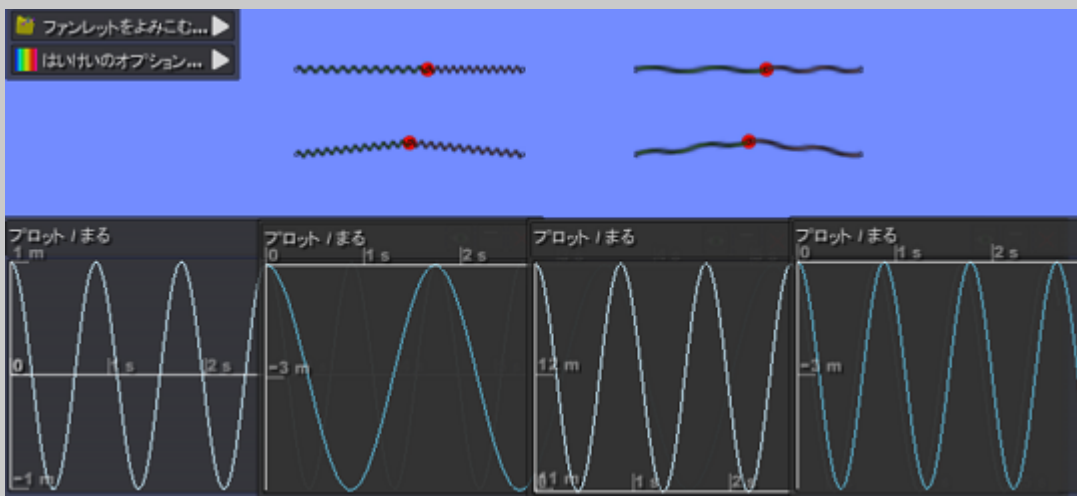 ファンレットをよみこむ...
はいけいのオプション...
プロット / まる
1 m
0
1 s
2 s
-1 m
プロット / まる
0
1 s
2 s
-3 m
プロット / まる
12 m
11 m
1 s
2 s
プロット / まる
0
1 s
2 s
-3 m